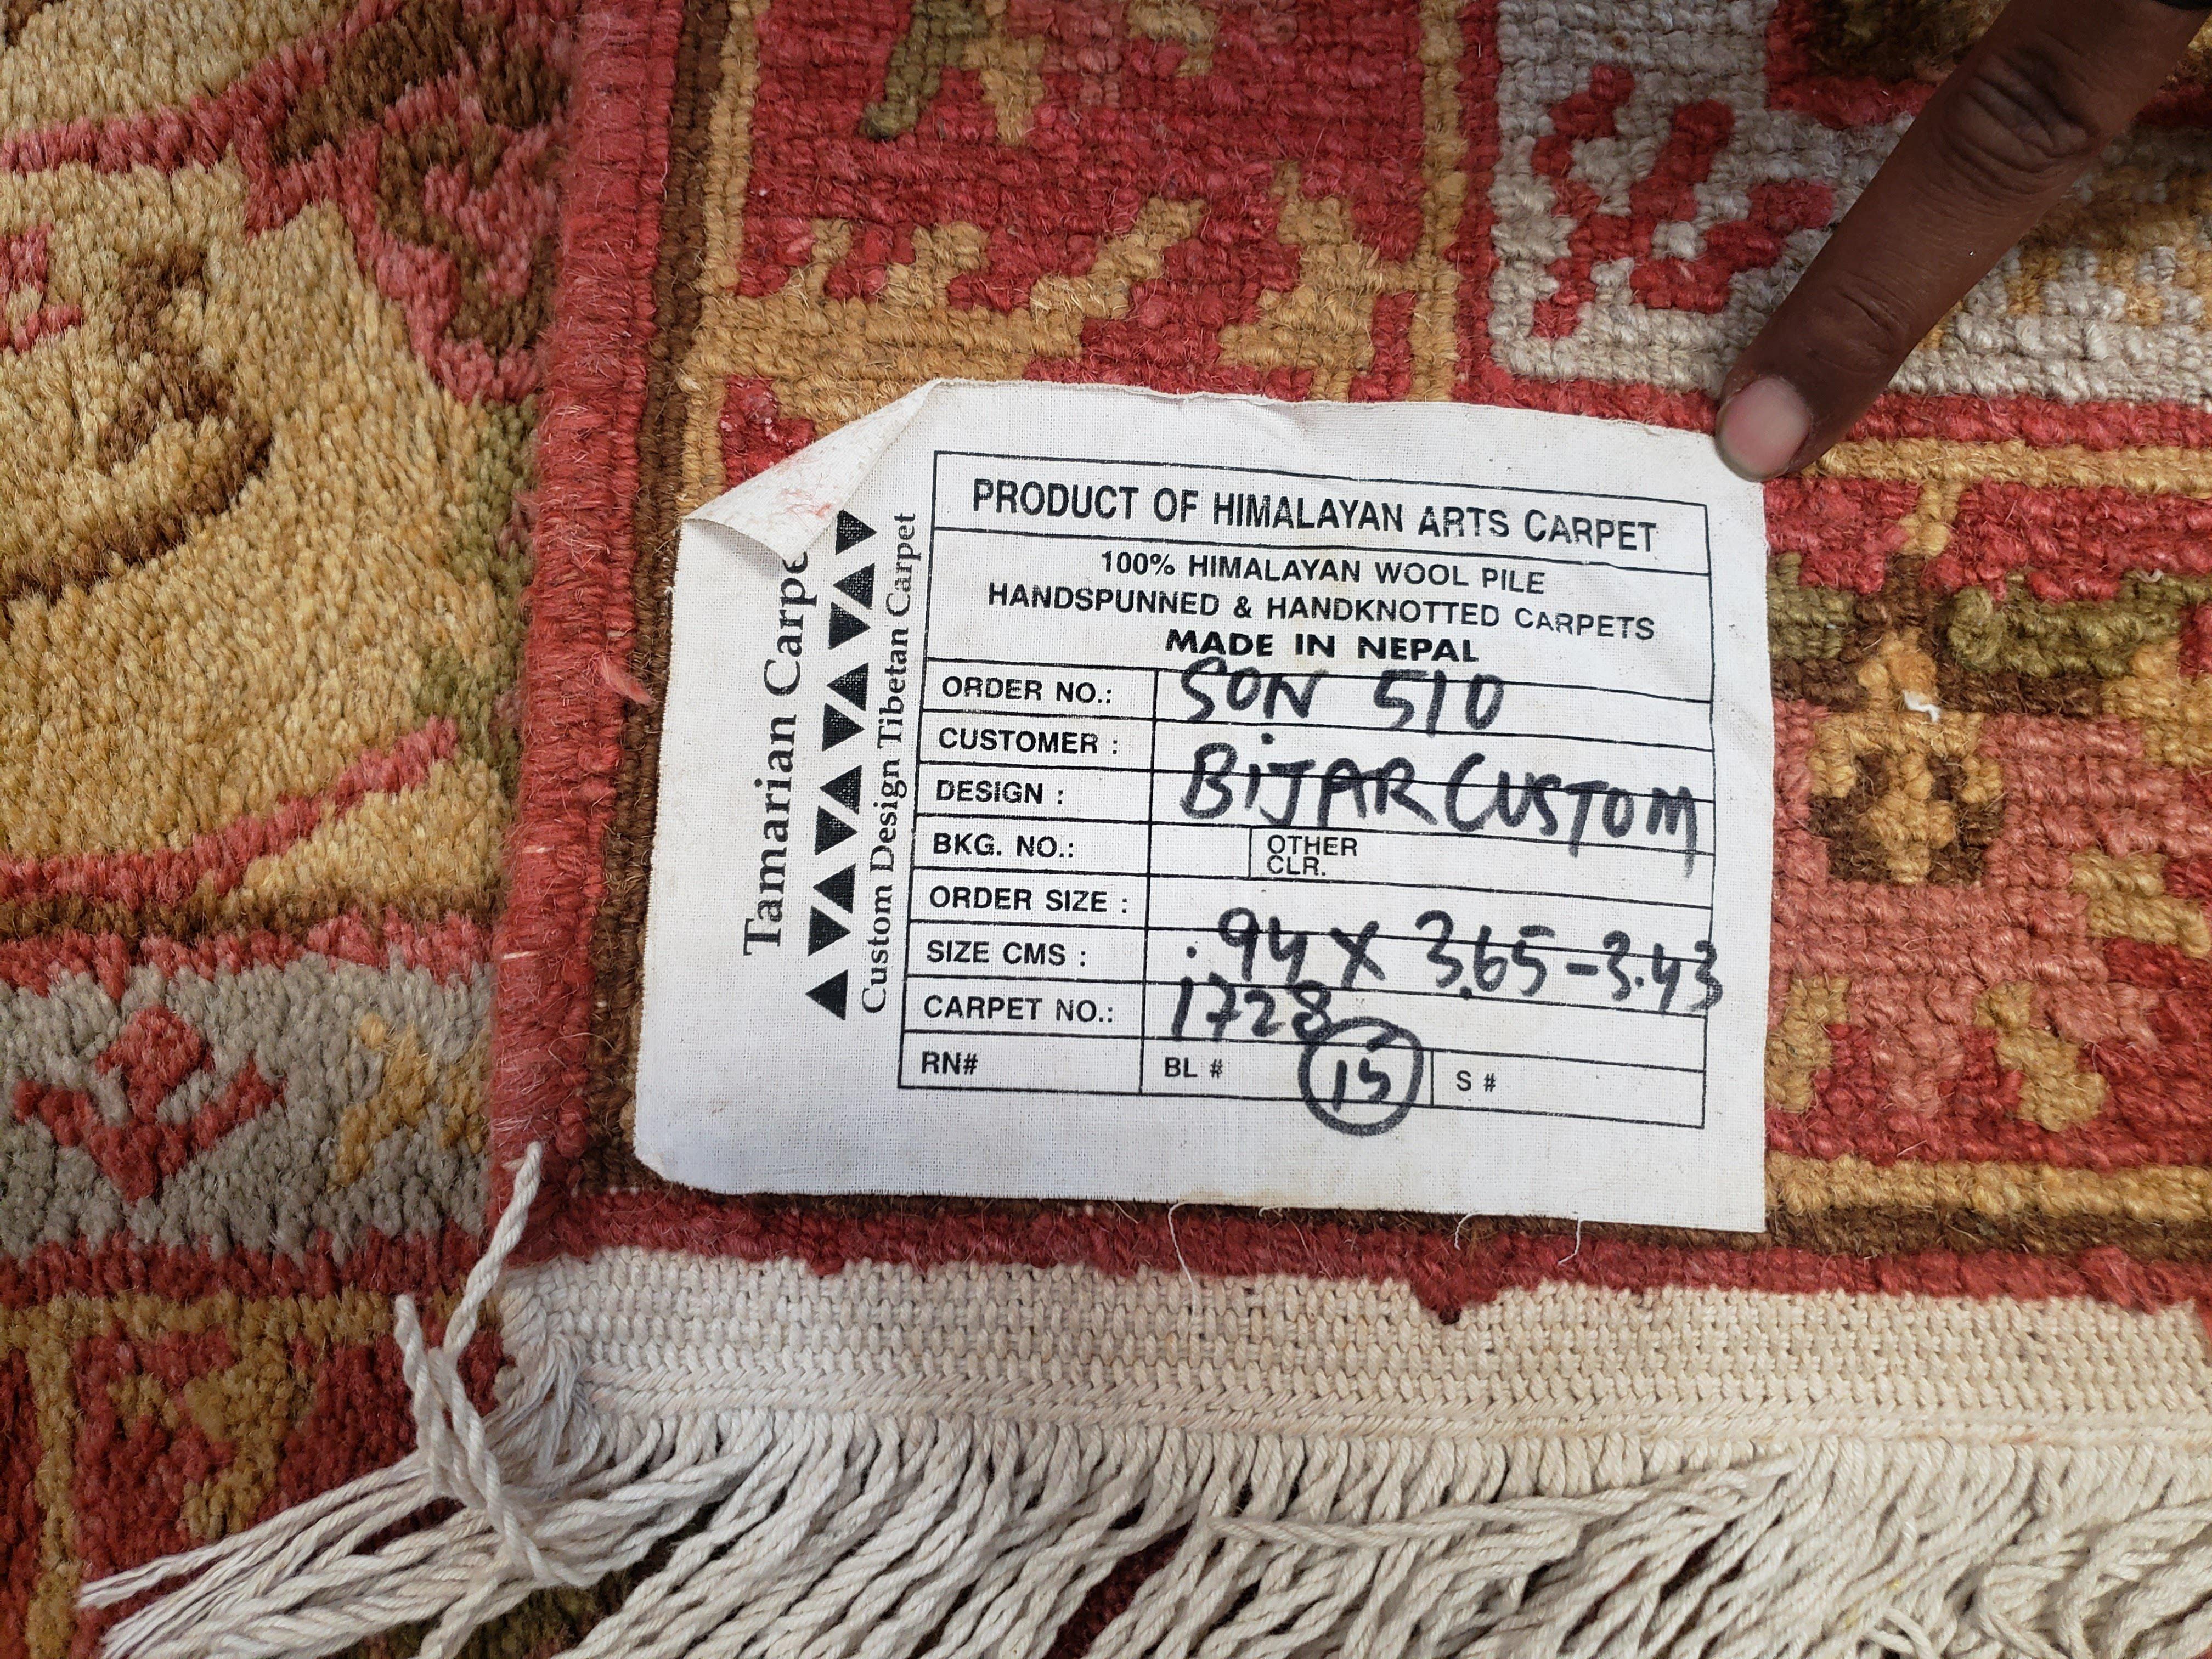 Tamarian Carpe
Custom Design Tibetan Carpet
PRODUCT OF HIMALAYAN ARTS CARPET
100% HIMALAYAN WOOL PILE
HANDSPUNNED & HANDKNOTTED CARPETS
MADE IN NEPAL
ORDER NO.: SON 510
CUSTOMER :
DESIGN : BIJAR CUSTOM
BKG. NO.: OTHER CLR.
ORDER SIZE :
SIZE CMS : .94 X 3.65-3.43
CARPET NO.: 1728
RN# BL # 15 S #